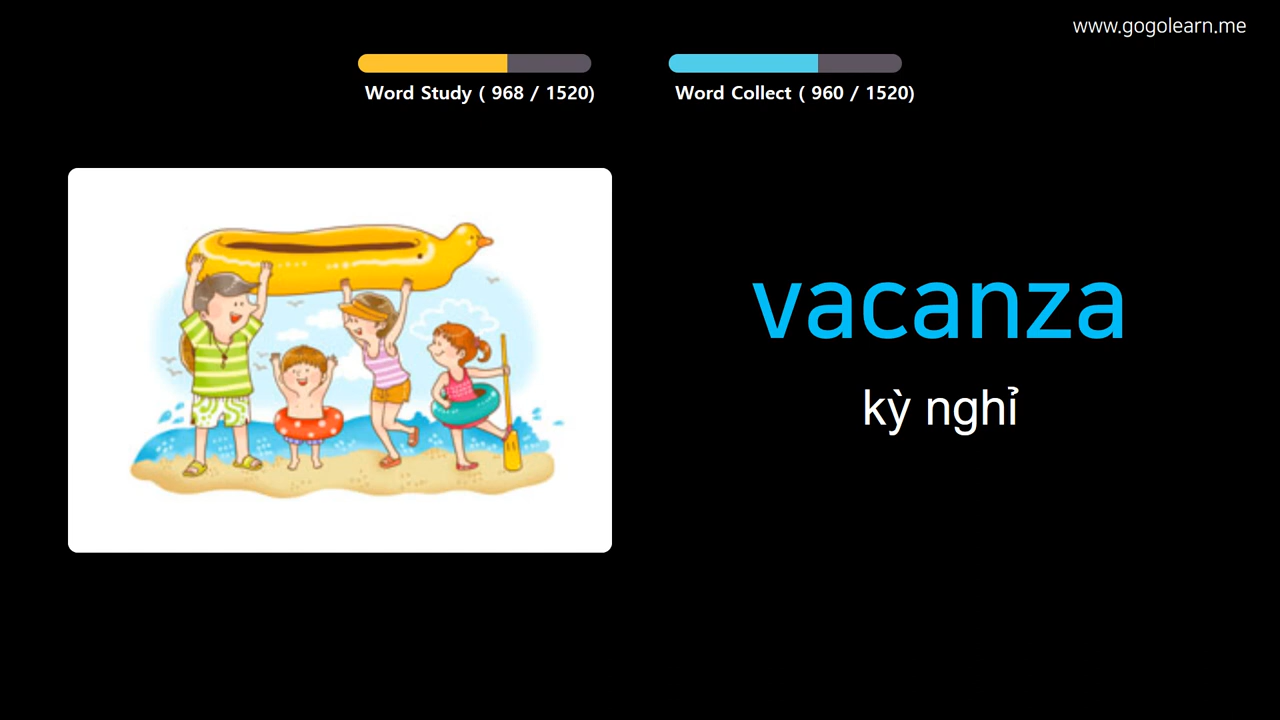 www.gogolearn.me
Word Study ( 968 / 1520)
Word Collect ( 960 / 1520)
vacanza
kỳ nghỉ